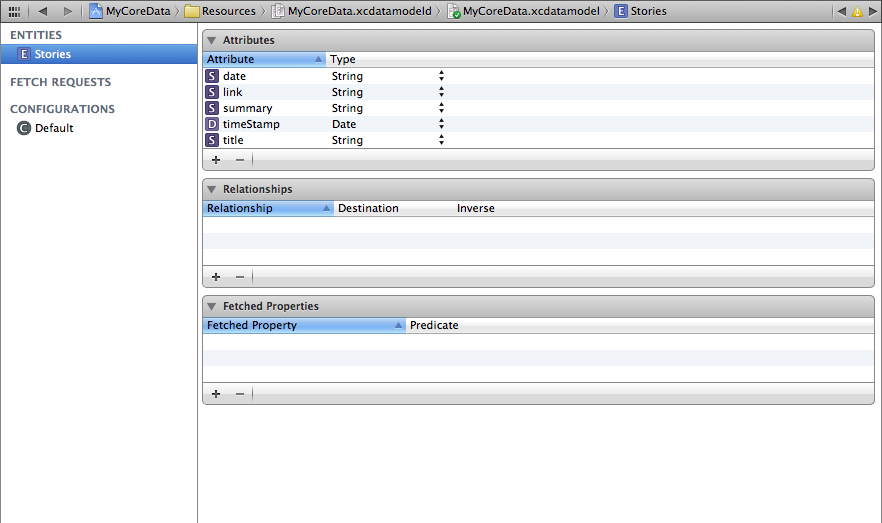 MyCoreData Resources MyCoreData.xcdatamodeld MyCoreData.xcdatamodel E Stories
ENTITIES
E Stories
FETCH REQUESTS
CONFIGURATIONS
C Default
Attributes
Attribute Type
S date String
S link String
S summary String
D timeStamp Date
S title String
Relationships
Relationship Destination Inverse
Fetched Properties
Fetched Property Predicate